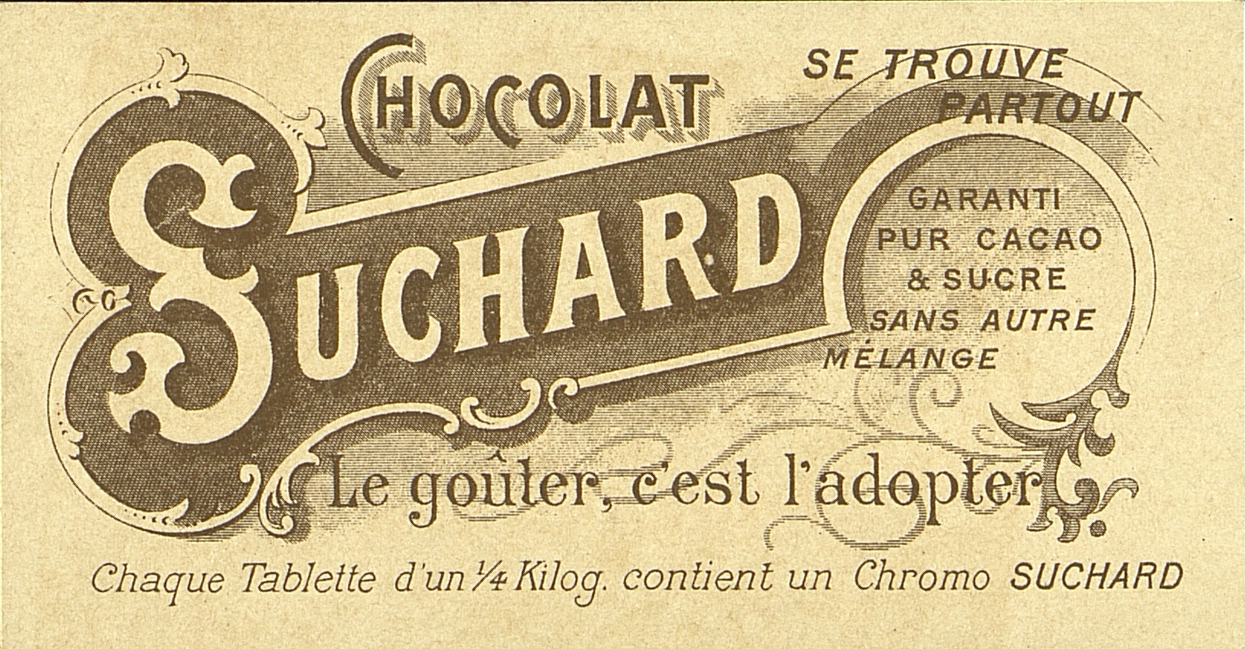 CHOCOLAT
SE TROUVE
PARTOUT
SUCHARD
GARANTI
PUR CACAO
& SUCRE
SANS AUTRE
MÉLANGE
Le goûter, c'est l'adopter.
Chaque Tablette d'un 1/4 Kilog. contient un Chromo SUCHARD